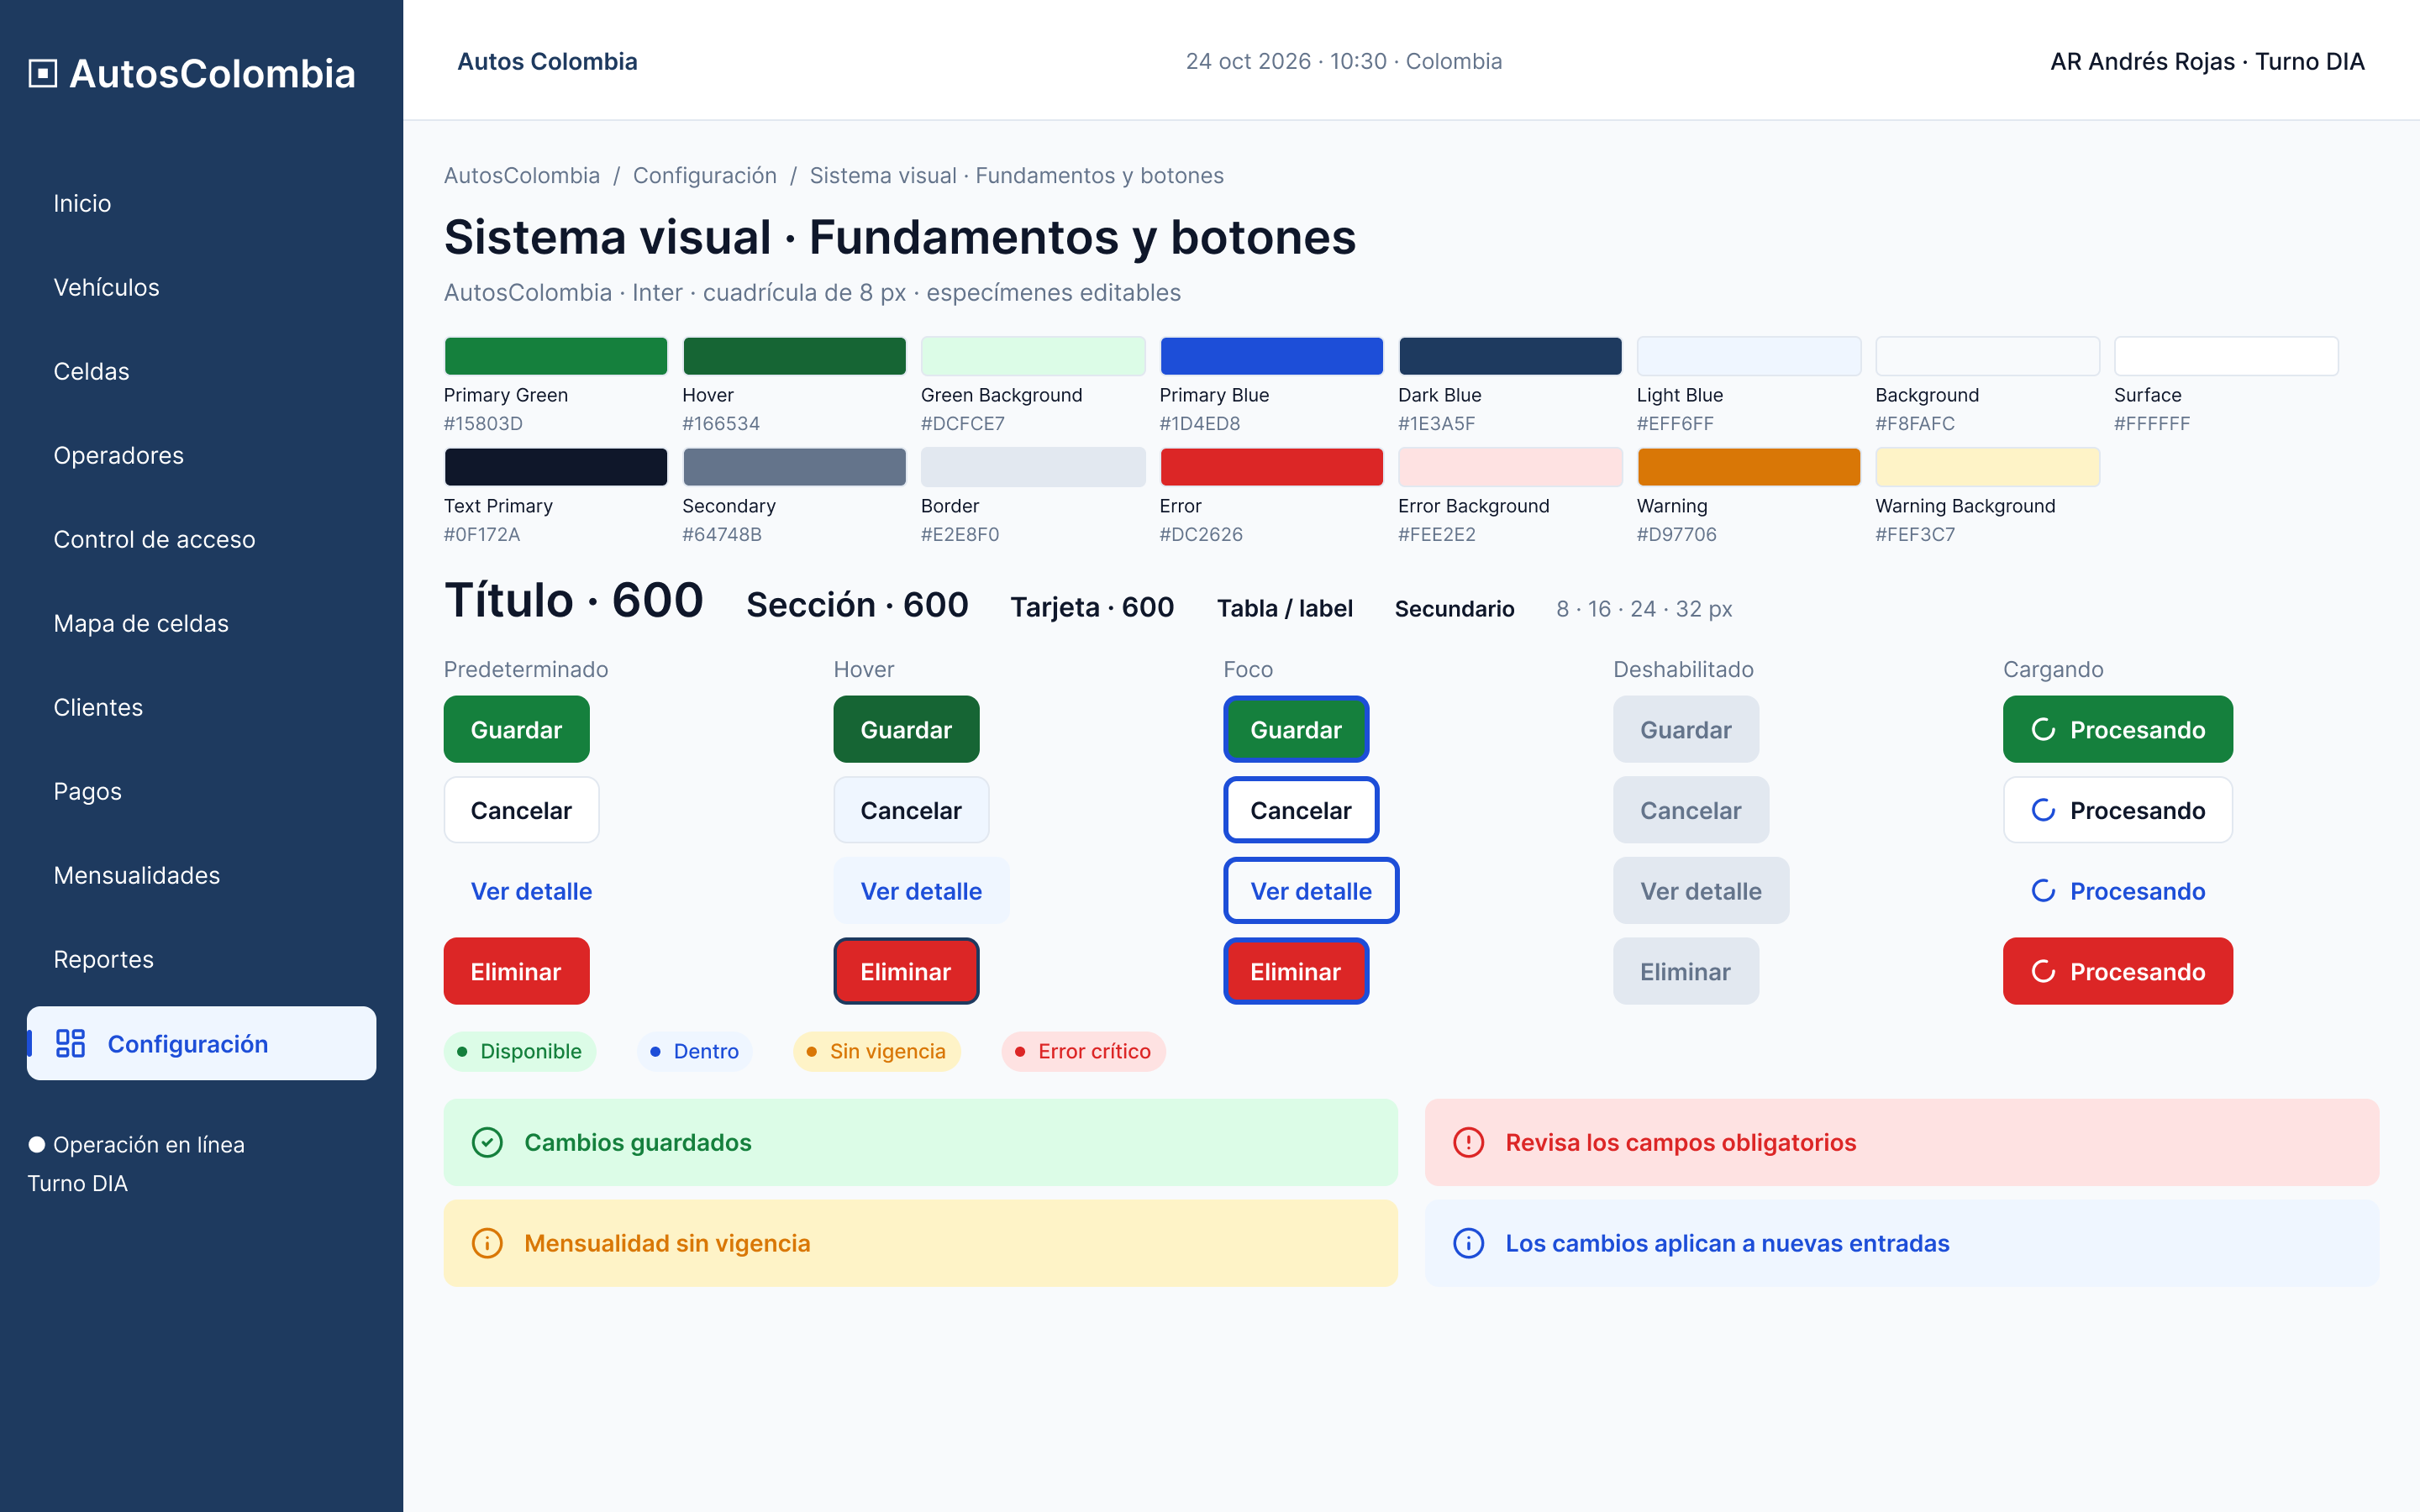 AutosColombia
Inicio
Vehículos
Celdas
Operadores
Control de acceso
Mapa de celdas
Clientes
Pagos
Mensualidades
Reportes
Configuración
Operación en línea
Turno DIA
Autos Colombia
24 oct 2026 · 10:30 · Colombia
AR Andrés Rojas · Turno DIA
AutosColombia / Configuración / Sistema visual · Fundamentos y botones
Sistema visual · Fundamentos y botones
AutosColombia · Inter · cuadrícula de 8 px · especímenes editables
Primary Green Hover Green Background Primary Blue Dark Blue Light Blue Background Surface
#15803D #166534 #DCFCE7 #1D4ED8 #1E3A5F #EFF6FF #F8FAFC #FFFFFF
Text Primary Secondary Border Error Error Background Warning Warning Background
#0F172A #64748B #E2E8F0 #DC2626 #FEE2E2 #D97706 #FEF3C7
Título · 600 Sección · 600 Tarjeta · 600 Tabla / label Secundario 8 · 16 · 24 · 32 px
Predeterminado Hover Foco Deshabilitado Cargando
Guardar Guardar Guardar Guardar Procesando
Cancelar Cancelar Cancelar Cancelar Procesando
Ver detalle Ver detalle Ver detalle Ver detalle Procesando
Eliminar Eliminar Eliminar Eliminar Procesando
Disponible Dentro Sin vigencia Error crítico
Cambios guardados Revisa los campos obligatorios
Mensualidad sin vigencia Los cambios aplican a nuevas entradas